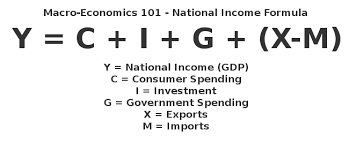 Macro-Economics 101 - National Income Formula
Y = C + I + G + (X-M)
Y = National Income (GDP)
C = Consumer Spending
I = Investment
G = Government Spending
X = Exports
M = Imports